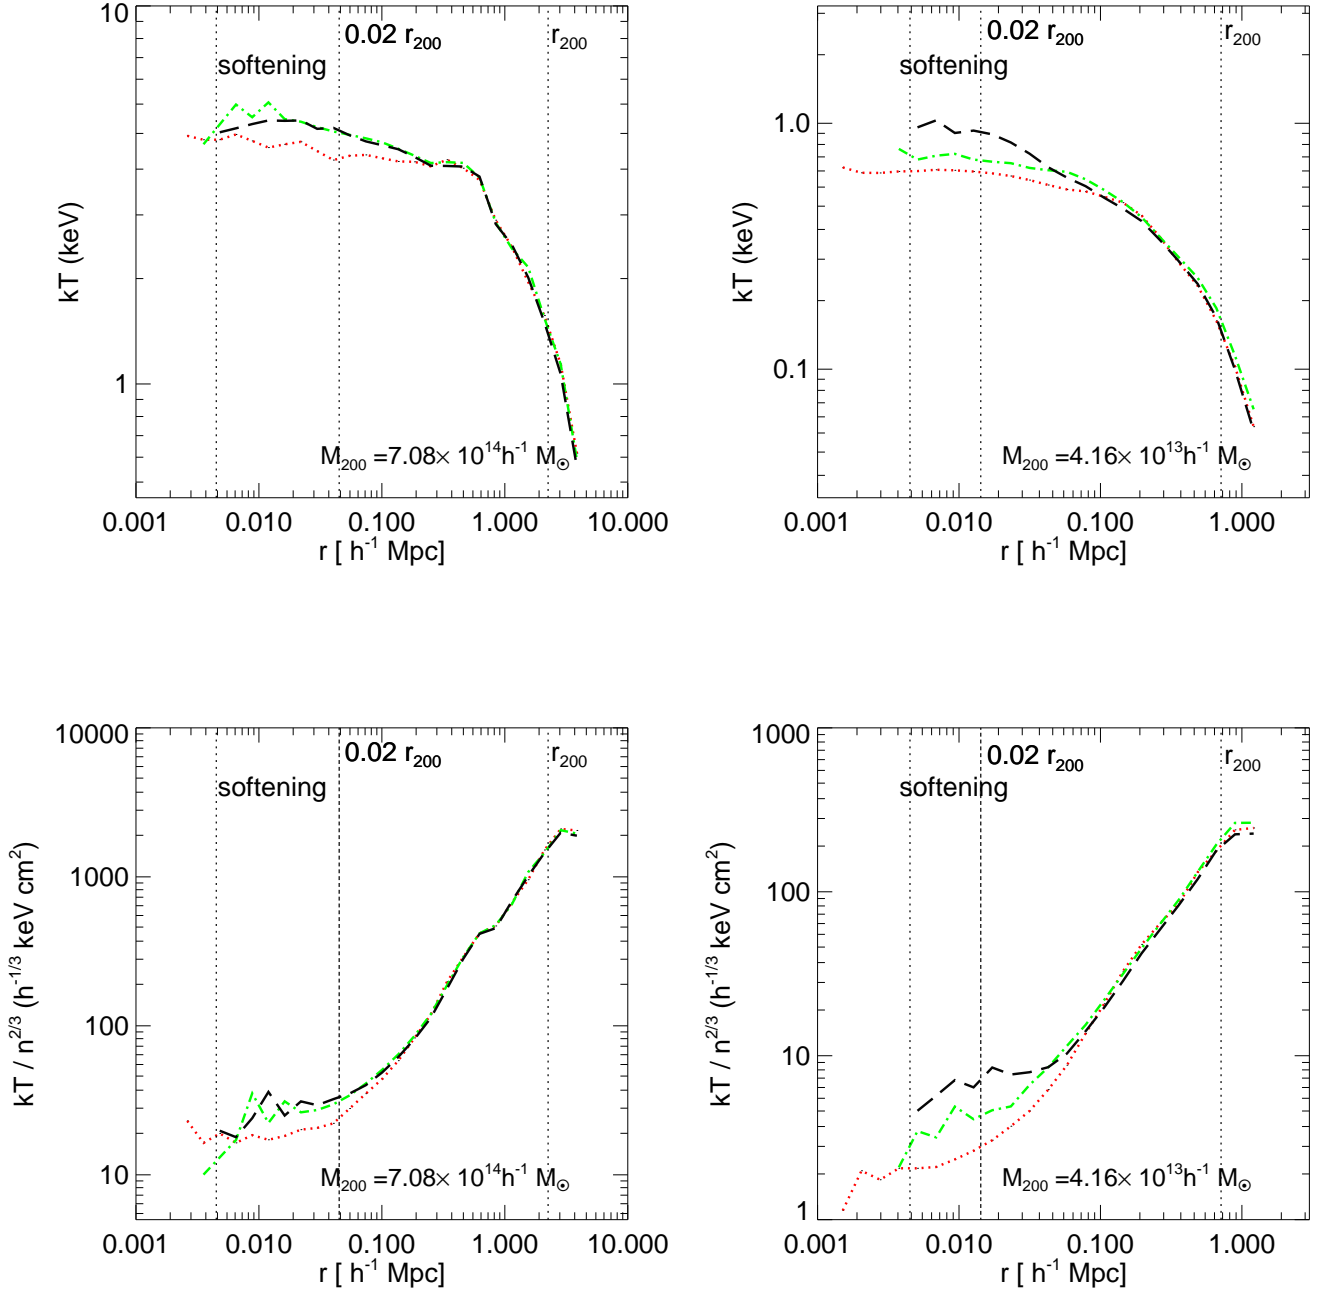 10
1
kT (keV)
0.02 r200
r200
softening
M200 =7.08× 10^14h^-1 M☉
0.001 0.010 0.100 1.000 10.000
r [ h^-1 Mpc]
1.0
0.1
kT (keV)
0.02 r200
r200
softening
M200 =4.16× 10^13h^-1 M☉
0.001 0.010 0.100 1.000
r [ h^-1 Mpc]
10000
1000
100
10
kT / n^2/3 (h^-1/3 keV cm^2)
0.02 r200
r200
softening
M200 =7.08× 10^14h^-1 M☉
0.001 0.010 0.100 1.000 10.000
r [ h^-1 Mpc]
1000
100
10
1
kT / n^2/3 (h^-1/3 keV cm^2)
0.02 r200
r200
softening
M200 =4.16× 10^13h^-1 M☉
0.001 0.010 0.100 1.000
r [ h^-1 Mpc]